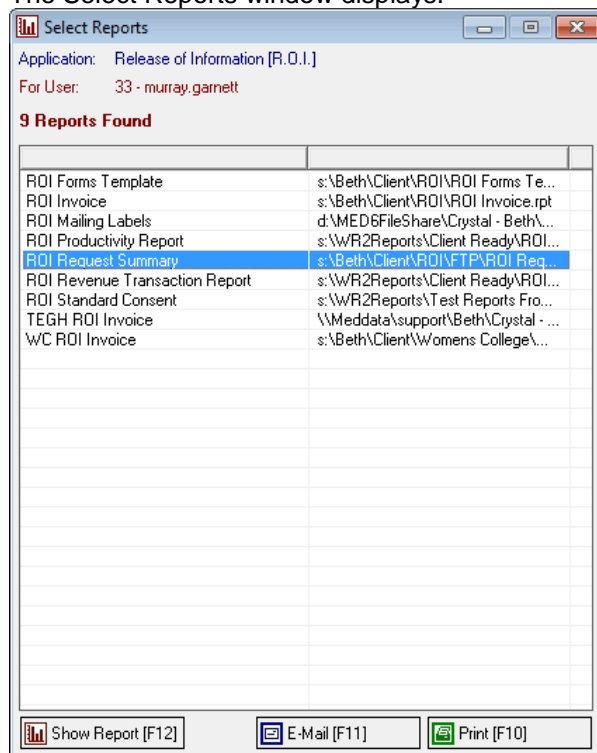 The Select Reports window displays.
Select Reports
Application: Release of Information [R.O.I.]
For User: 33 - murray.garnett
9 Reports Found
ROI Forms Template s:\Beth\Client\ROI\ROI Forms Te...
ROI Invoice s:\Beth\Client\ROI\ROI Invoice.rpt
ROI Mailing Labels d:\MED6FileShare\Crystal - Beth\...
ROI Productivity Report s:\WR2Reports\Client Ready\ROI...
ROI Request Summary s:\Beth\Client\ROI\FTP\ROI Req...
ROI Revenue Transaction Report s:\WR2Reports\Client Ready\ROI...
ROI Standard Consent s:\WR2Reports\Test Reports Fro...
TEGH ROI Invoice \\Meddata\support\Beth\Crystal - ...
WC ROI Invoice s:\Beth\Client\Womens College\...
Show Report [F12] E-Mail [F11] Print [F10]